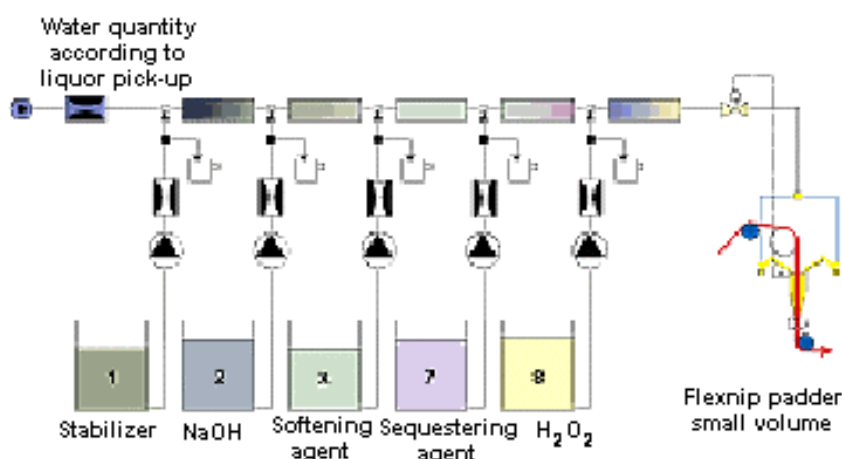 Water quantity
according to
liquor pick-up
1
2
7
8
Stabilizer
NaOH
Softening
agent
Sequestering
agent
H2O2
Flexnip padder
small volume